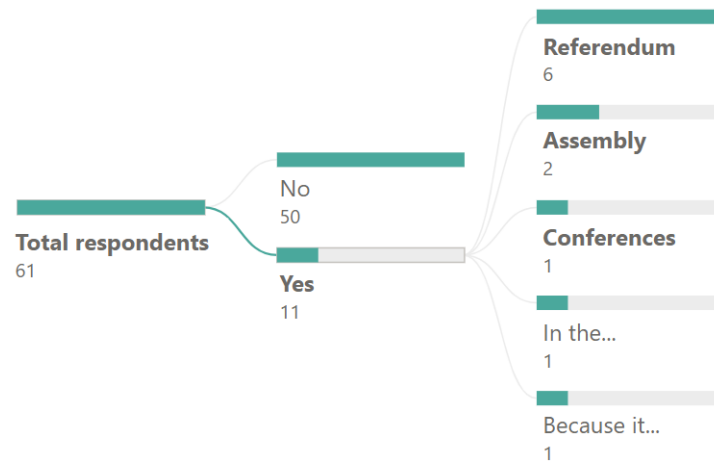 Total respondents
61
No
50
Yes
11
Referendum
6
Assembly
2
Conferences
1
In the...
1
Because it...
1